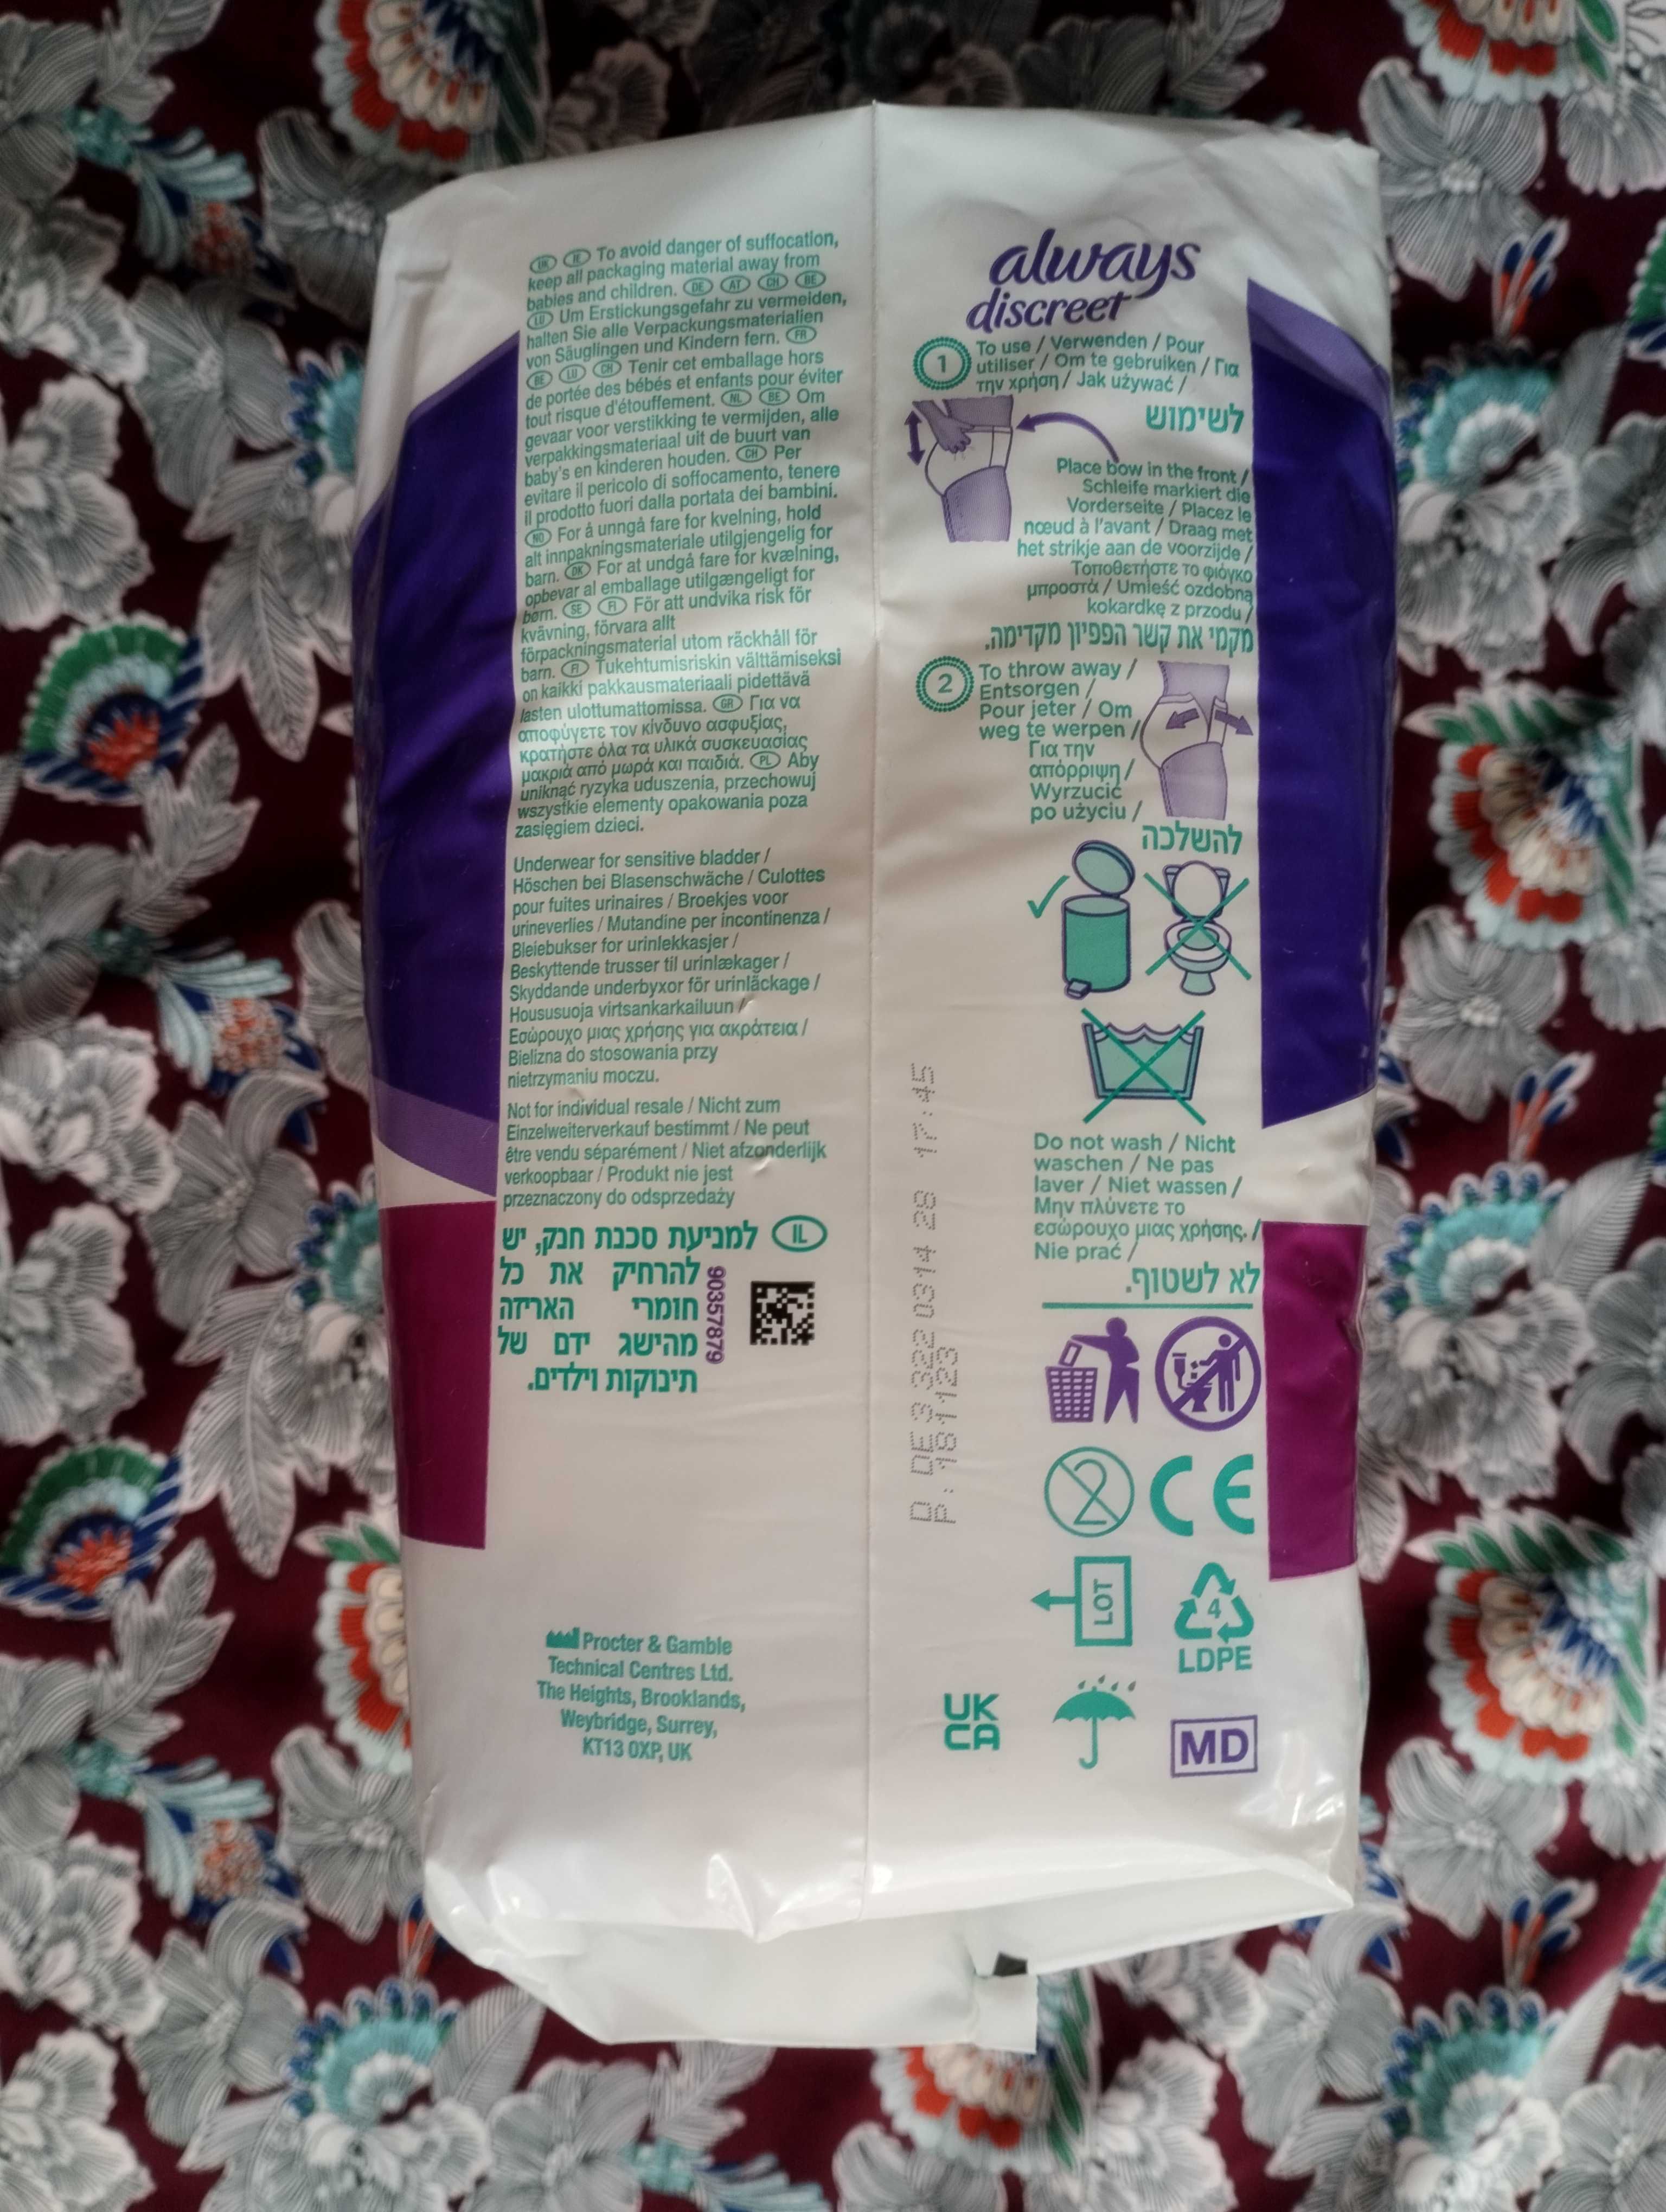 UK IE To avoid danger of suffocation,
keep all packaging material away from
babies and children. DE AT CH BE
LU Um Erstickungsgefahr zu vermeiden,
halten Sie alle Verpackungsmaterialien
von Säuglingen und Kindern fern. FR
BE LU CH Tenir cet emballage hors
de portée des bébés et enfants pour éviter
tout risque d'étouffement. NL BE Om
gevaar voor verstikking te vermijden, alle
verpakkingsmateriaal uit de buurt van
baby's en kinderen houden. CH Per
evitare il pericolo di soffocamento, tenere
il prodotto fuori dalla portata dei bambini.
NO For å unngå fare for kvelning, hold
alt innpakningsmateriale utilgjengelig for
barn. DK For at undgå fare for kvælning,
opbevar al emballage utilgængeligt for
børn. SE FI För att undvika risk för
kvävning, förvara allt
förpackningsmaterial utom räckhåll för
barn. FI Tukehtumisriskin välttämiseksi
on kaikki pakkausmateriaali pidettävä
lasten ulottumattomissa. GR Για να
αποφύγετε τον κίνδυνο ασφυξίας,
κρατήστε όλα τα υλικά συσκευασίας
μακριά από μωρά και παιδιά. PL Aby
uniknąć ryzyka uduszenia, przechowuj
wszystkie elementy opakowania poza
zasięgiem dzieci.
Underwear for sensitive bladder /
Höschen bei Blasenschwäche / Culottes
pour fuites urinaires / Broekjes voor
urineverlies / Mutandine per incontinenza /
Bleiebukser for urinlekkasjer /
Beskyttende trusser til urinlækager /
Skyddande underbyxor för urinläckage /
Housusuoja virtsankarkailuun /
Εσώρουχο μιας χρήσης για ακράτεια /
Bielizna do stosowania przy
nietrzymaniu moczu.
Not for individual resale / Nicht zum
Einzelweiterverkauf bestimmt / Ne peut
être vendu séparément / Niet afzonderlijk
verkoopbaar / Produkt nie jest
przeznaczony do odsprzedaży
IL למניעת סכנת חנק, יש
להרחיק את כל
חומרי האריזה
מהישג ידם של
תינוקות וילדים.
90357879
Procter & Gamble
Technical Centres Ltd.
The Heights, Brooklands,
Weybridge, Surrey,
KT13 0XP, UK
always
discreet
1 To use / Verwenden / Pour
utiliser / Om te gebruiken / Για
την χρήση / Jak używać /
לשימוש
Place bow in the front /
Schleife markiert die
Vorderseite / Placez le
nœud à l'avant / Draag met
het strikje aan de voorzijde /
Τοποθετήστε το φιόγκο
μπροστά / Umieść ozdobną
kokardkę z przodu /
מקמי את קשר הפפיון מקדימה.
2 To throw away /
Entsorgen /
Pour jeter / Om
weg te werpen /
Για την
απόρριψη /
Wyrzucić
po użyciu /
להשלכה
Do not wash / Nicht
waschen / Ne pas
laver / Niet wassen /
Μην πλύνετε το
εσώρουχο μιας χρήσης. /
Nie prać /
לא לשטוף.
2 CE
LOT
4
LDPE
UK
CA
MD